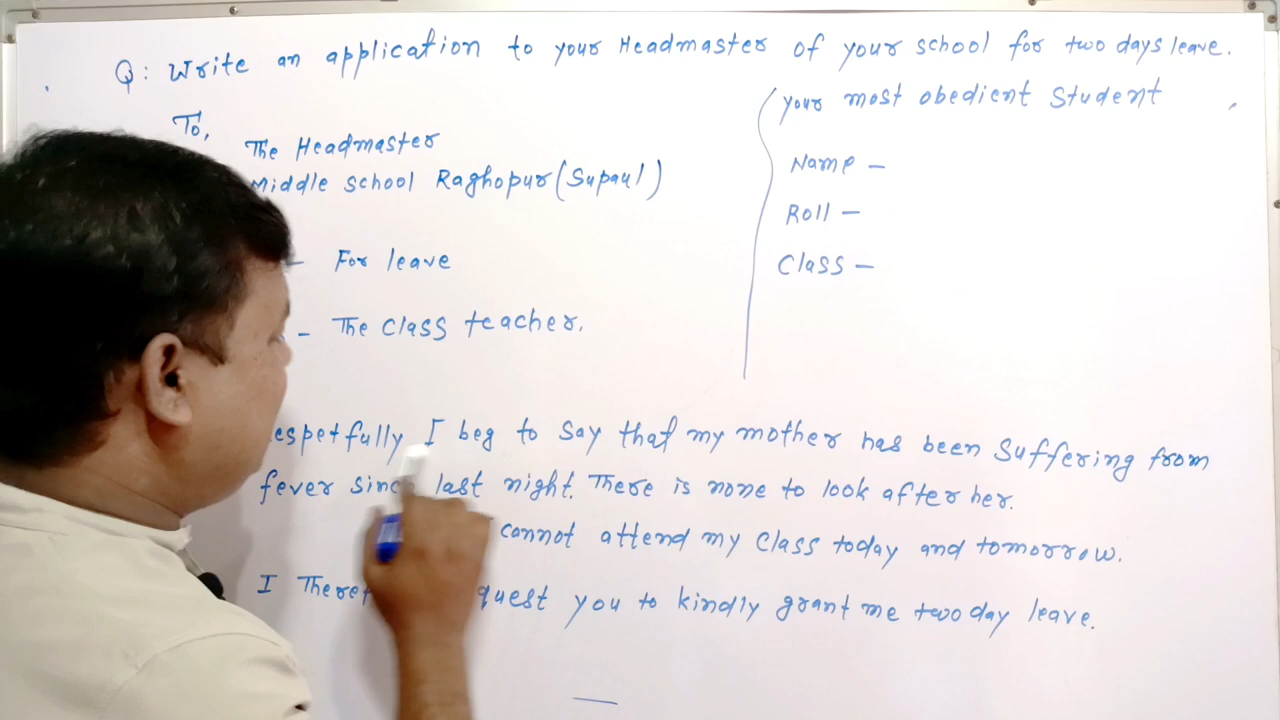 Q: Write an application to your Headmaster of your school for two days leave.
To,
The Headmaster
Middle School Raghopur (Supaul)
- For leave
- The Class teacher.
espetfully I beg to say that my mother has been suffering from
fever since last night. There is none to look after her.
cannot attend my class today and tomorrow.
I Theref quest you to kindly grant me two day leave.
your most obedient student
Name -
Roll -
Class -